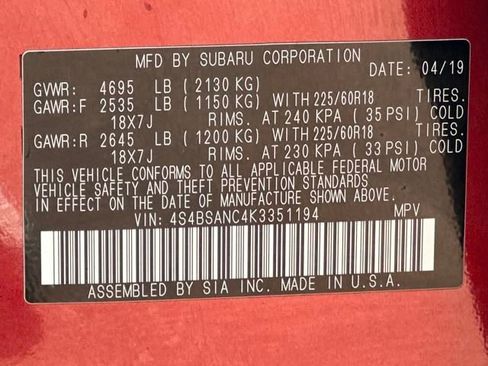 MFD BY SUBARU CORPORATION
DATE: 04/19
GVWR: 4695 LB (2130 KG)
GAWR:F 2535 LB (1150 KG) WITH 225/60R18 TIRES.
18X7J RIMS. AT 240 KPA (35 PSI) COLD
GAWR:R 2645 LB (1200 KG) WITH 225/60R18 TIRES.
18X7J RIMS. AT 230 KPA (33 PSI) COLD
THIS VEHICLE CONFORMS TO ALL APPLICABLE FEDERAL MOTOR
VEHICLE SAFETY AND THEFT PREVENTION STANDARDS
IN EFFECT ON THE DATE OF MANUFACTURE SHOWN ABOVE.
VIN: 4S4BSANC4K3351194 MPV
ASSEMBLED BY SIA INC. MADE IN U.S.A.